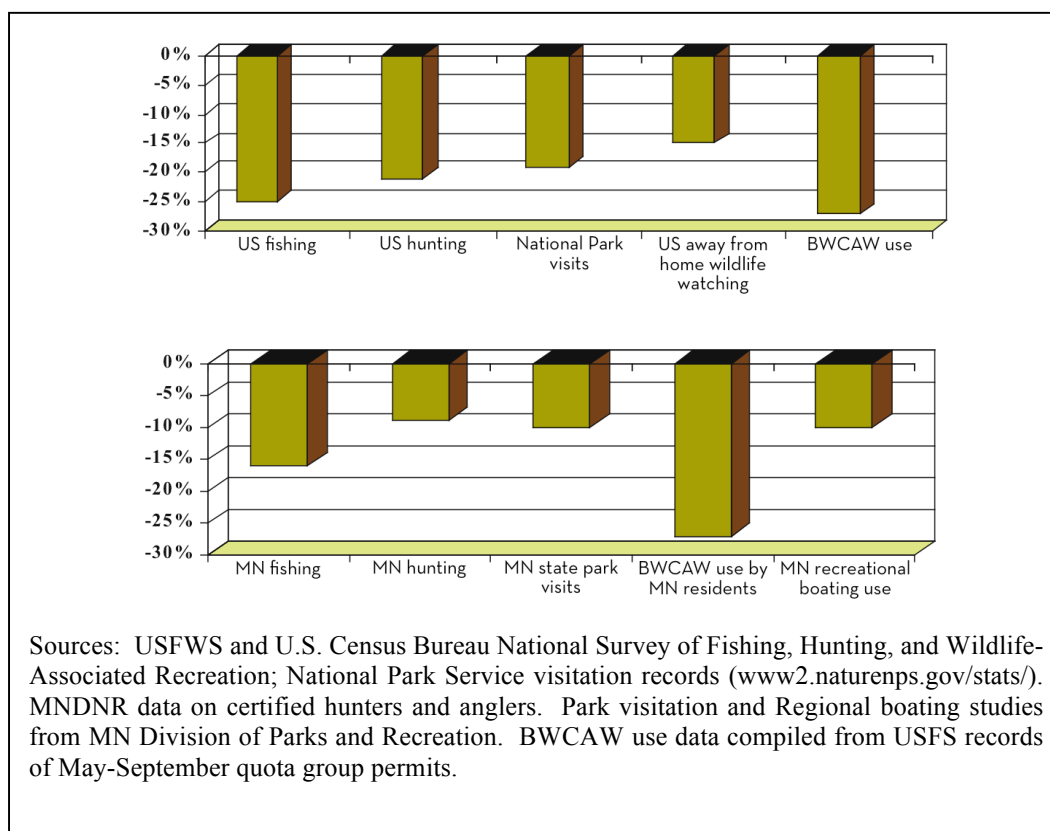 0%
-5%
-10%
-15%
-20%
-25%
-30%
US fishing
US hunting
National Park
visits
US away from
home wildlife
watching
BWCAW use
0%
-5%
-10%
-15%
-20%
-25%
-30%
MN fishing
MN hunting
MN state park
visits
BWCAW use by
MN residents
MN recreational
boating use
Sources: USFWS and U.S. Census Bureau National Survey of Fishing, Hunting, and Wildlife-
Associated Recreation; National Park Service visitation records (www2.naturenps.gov/stats/).
MNDNR data on certified hunters and anglers. Park visitation and Regional boating studies
from MN Division of Parks and Recreation. BWCAW use data compiled from USFS records
of May-September quota group permits.